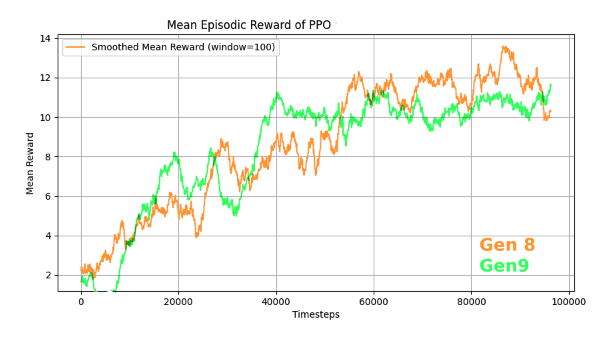 Mean Episodic Reward of PPO
Smoothed Mean Reward (window=100)
14
12
10
8
6
4
2
Mean Reward
Gen 8
Gen9
0
20000
40000
60000
80000
100000
Timesteps